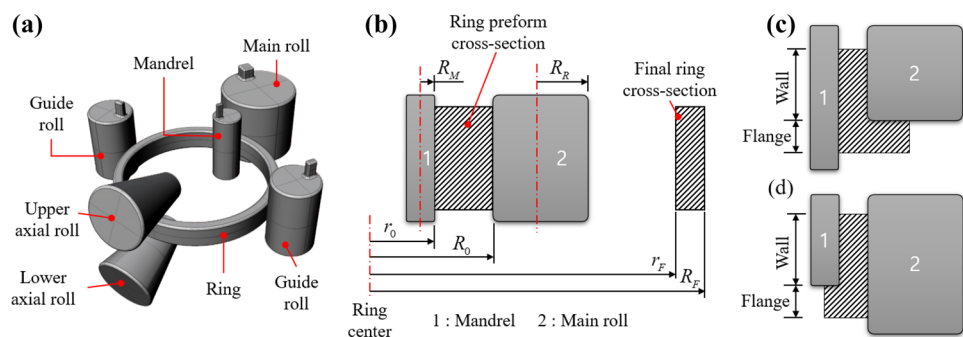 (a)
Main roll
Mandrel
Guide
roll
Upper
axial roll
Lower
axial roll
Ring
Guide
roll
(b)
Ring preform
cross-section
R_M
R_R
Final ring
cross-section
1
2
r_0
R_0
r_F
R_F
Ring
center
1 : Mandrel
2 : Main roll
(c)
Wall
Flange
1
2
(d)
Wall
Flange
1
2